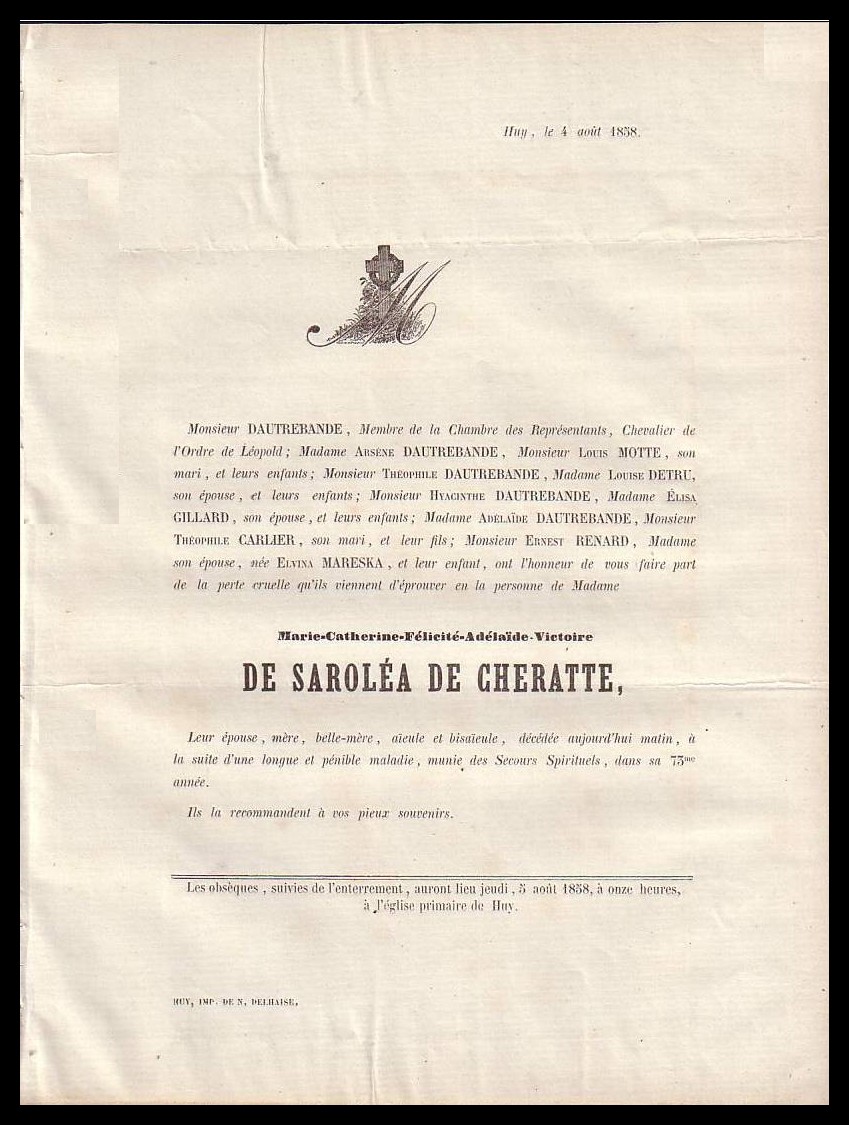 Huy, le 4 août 1858.
M
Monsieur DAUTREBANDE, Membre de la Chambre des Représentants, Chevalier de
l'Ordre de Léopold; Madame ARSÈNE DAUTREBANDE, Monsieur LOUIS MOTTE, son
mari, et leurs enfants; Monsieur THÉOPHILE DAUTREBANDE, Madame LOUISE DETRU,
son épouse, et leurs enfants; Monsieur HYACINTHE DAUTREBANDE, Madame ÉLISA
GILLARD, son épouse, et leurs enfants; Madame ADÉLAÏDE DAUTREBANDE, Monsieur
THÉOPHILE CARLIER, son mari, et leur fils; Monsieur ERNEST RENARD, Madame
son épouse, née ELVINA MARESKA, et leur enfant, ont l'honneur de vous faire part
de la perte cruelle qu'ils viennent d'éprouver en la personne de Madame
Marie-Catherine-Félicité-Adélaïde-Victoire
DE SAROLÉA DE CHERATTE,
Leur épouse, mère, belle-mère, aïeule et bisaïeule, décédée aujourd'hui matin, à
la suite d'une longue et pénible maladie, munie des Secours Spirituels, dans sa
année.
Ils la recommandent à vos pieux souvenirs.
Les obsèques, suivies de l'enterrement, auront lieu jeudi, 5 août 1858, à onze heures,
à l'église primaire de Huy.
HUY, IMP. DE N. DELHAISE.